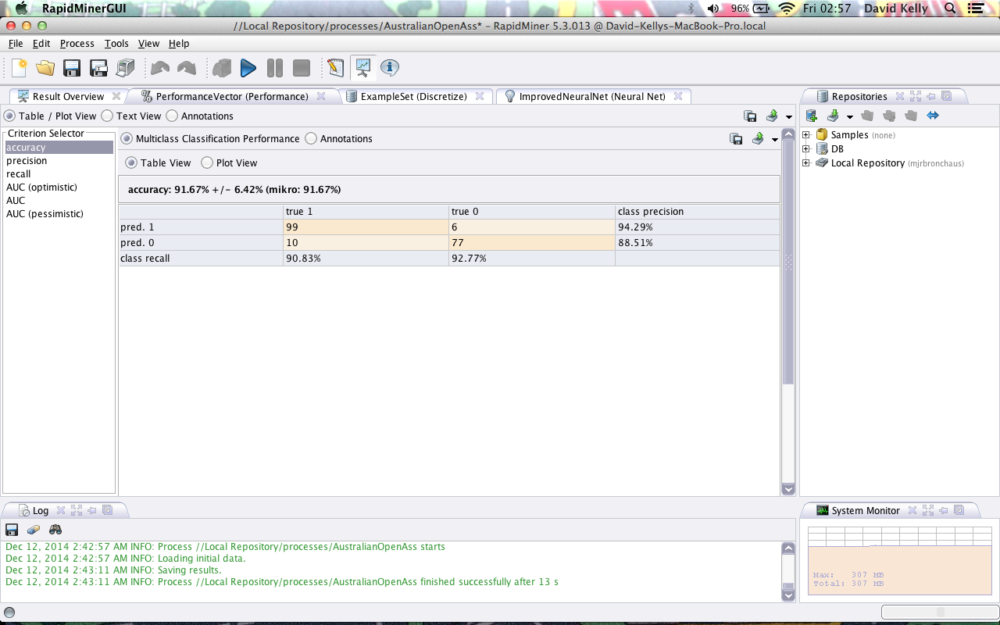 RapidMinerGUI 96% Fri 02:57 David Kelly
//Local Repository/processes/AustralianOpenAss* – RapidMiner 5.3.013 @ David-Kellys-MacBook-Pro.local
File Edit Process Tools View Help
Result Overview PerformanceVector (Performance) ExampleSet (Discretize) ImprovedNeuralNet (Neural Net) Repositories
Table / Plot View Text View Annotations
Criterion Selector
accuracy
precision
recall
AUC (optimistic)
AUC
AUC (pessimistic)
Multiclass Classification Performance Annotations
Table View Plot View
accuracy: 91.67% +/- 6.42% (mikro: 91.67%)
true 1 true 0 class precision
pred. 1 99 6 94.29%
pred. 0 10 77 88.51%
class recall 90.83% 92.77%
Samples (none)
DB
Local Repository (mjrbronchaus)
Log
Dec 12, 2014 2:42:57 AM INFO: Process //Local Repository/processes/AustralianOpenAss starts
Dec 12, 2014 2:42:57 AM INFO: Loading initial data.
Dec 12, 2014 2:43:11 AM INFO: Saving results.
Dec 12, 2014 2:43:11 AM INFO: Process //Local Repository/processes/AustralianOpenAss finished successfully after 13 s
System Monitor
Max: 307 MB
Total: 307 MB